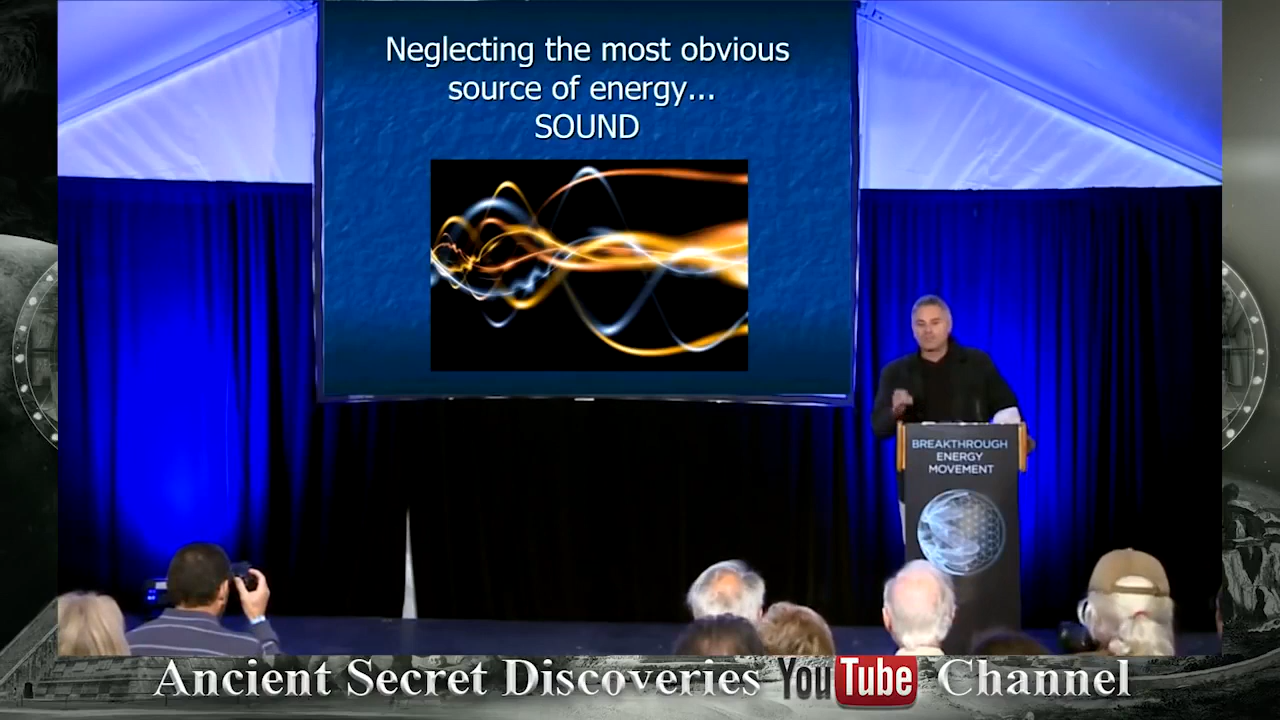 Neglecting the most obvious
source of energy...
SOUND
BREAKTHROUGH
ENERGY
MOVEMENT
Ancient Secret Discoveries YouTube Channel